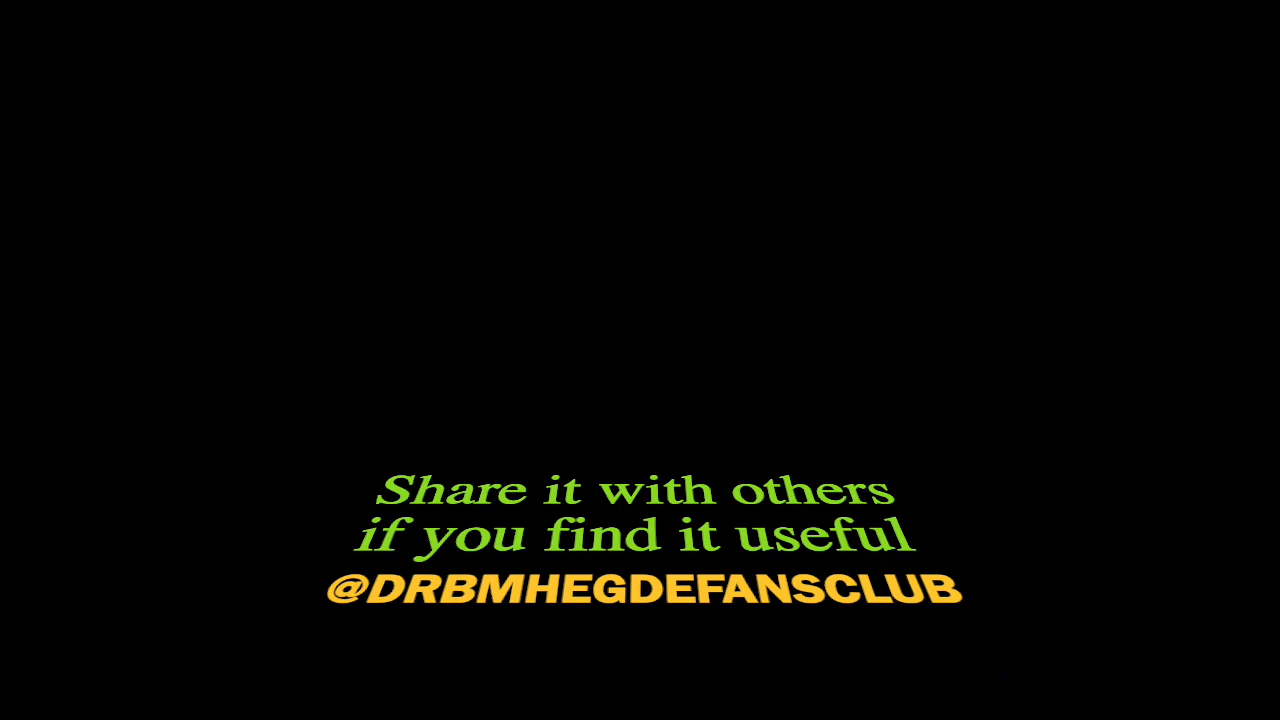 Share it with others
if you find it useful
@DRBMHEGDEFANSCLUB